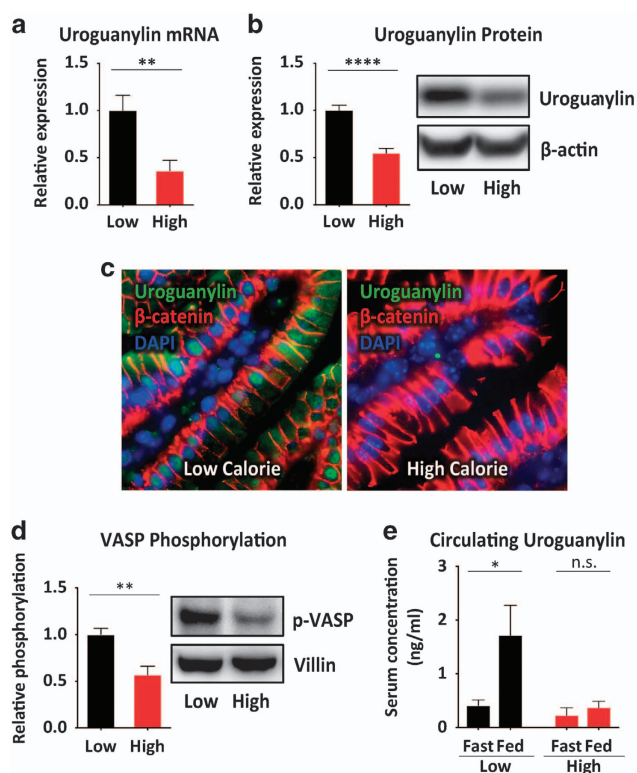 a
Uroguanylin mRNA
**
Relative expression
1.5
1.0
0.5
0.0
Low High
b
Uroguanylin Protein
****
Relative expression
1.5
1.0
0.5
0.0
Low High
Uroguaylin
β-actin
Low High
c
Uroguanylin
β-catenin
DAPI
Low Calorie
Uroguanylin
β-catenin
DAPI
High Calorie
d
VASP Phosphorylation
**
Relative phosphorylation
1.5
1.0
0.5
0.0
Low High
p-VASP
Villin
Low High
e
Circulating Uroguanylin
* n.s.
Serum concentration
(ng/ml)
3
2
1
0
Fast Fed Fast Fed
Low High